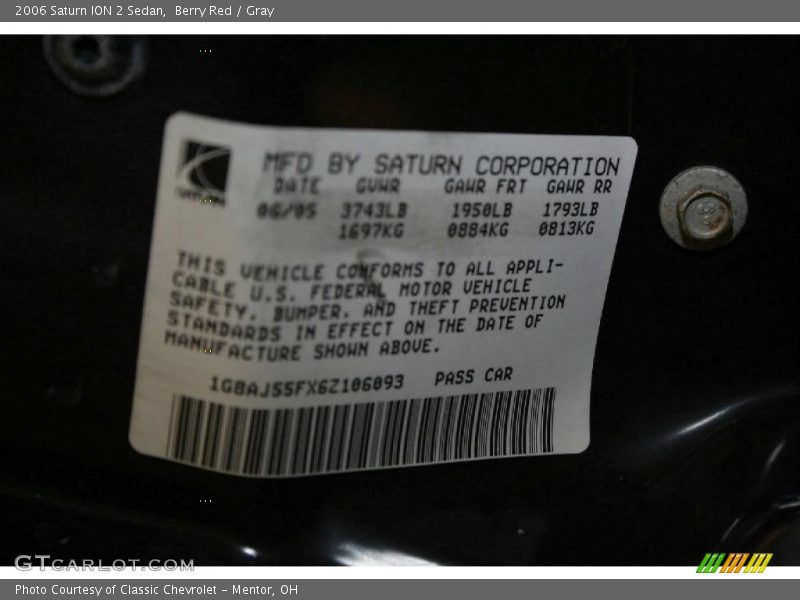 2006 Saturn ION 2 Sedan,  Berry Red / Gray
MFD BY SATURN CORPORATION
DATE GVWR GAWR FRT GAWR RR
06/05 3743LB 1950LB 1793LB
1697KG 0884KG 0813KG
SATURN
THIS VEHICLE CONFORMS TO ALL APPLI-
CABLE U.S. FEDERAL MOTOR VEHICLE
SAFETY, BUMPER, AND THEFT PREVENTION
STANDARDS IN EFFECT ON THE DATE OF
MANUFACTURE SHOWN ABOVE.
1G8AJ55FX6Z106093 PASS CAR
GTCARLOT.COM
Photo Courtesy of Classic Chevrolet - Mentor, OH